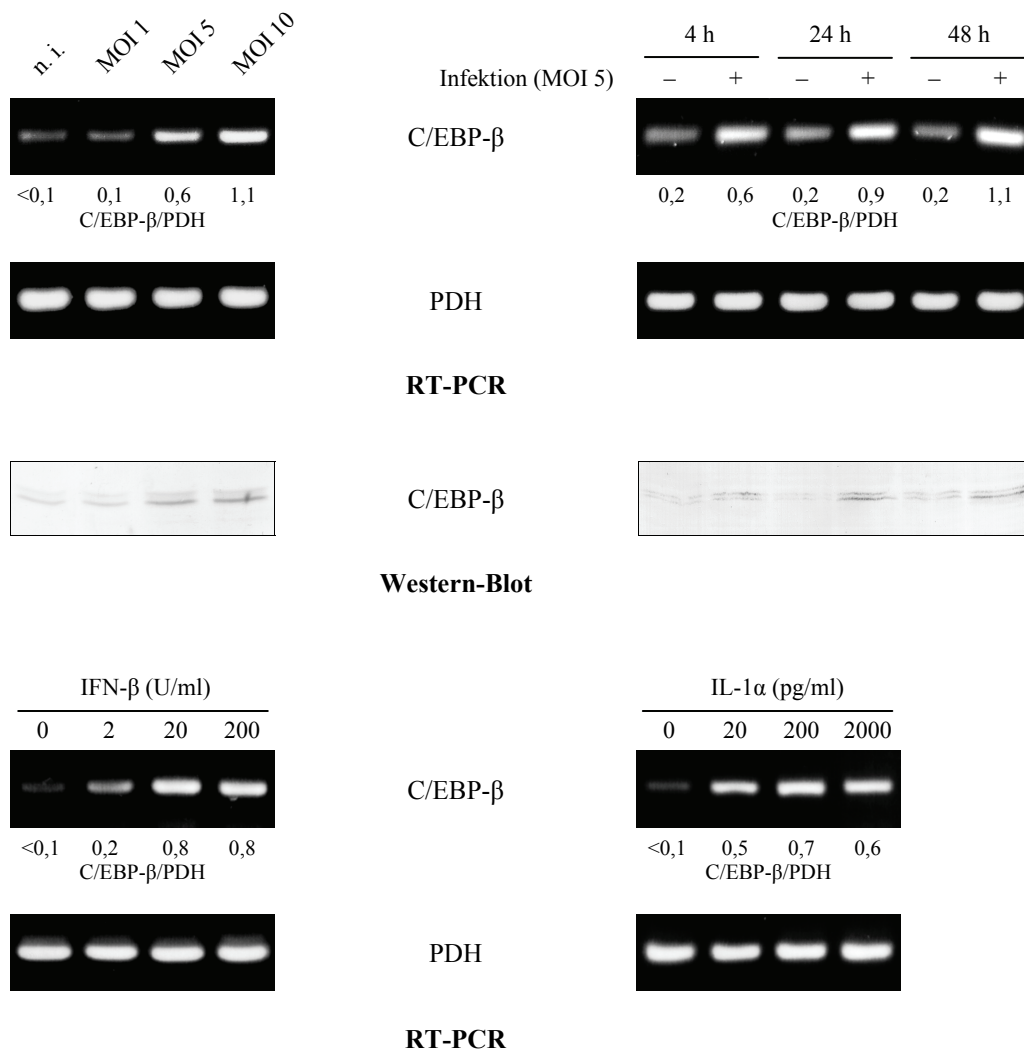 n. i. MOI 1 MOI 5 MOI 10
4 h 24 h 48 h
Infektion (MOI 5) – + – + – +
C/EBP-β
<0,1 0,1 0,6 1,1
C/EBP-β/PDH
0,2 0,6 0,2 0,9 0,2 1,1
C/EBP-β/PDH
PDH
RT-PCR
C/EBP-β
Western-Blot
IFN-β (U/ml)
0 2 20 200
IL-1α (pg/ml)
0 20 200 2000
C/EBP-β
<0,1 0,2 0,8 0,8
C/EBP-β/PDH
<0,1 0,5 0,7 0,6
C/EBP-β/PDH
PDH
RT-PCR